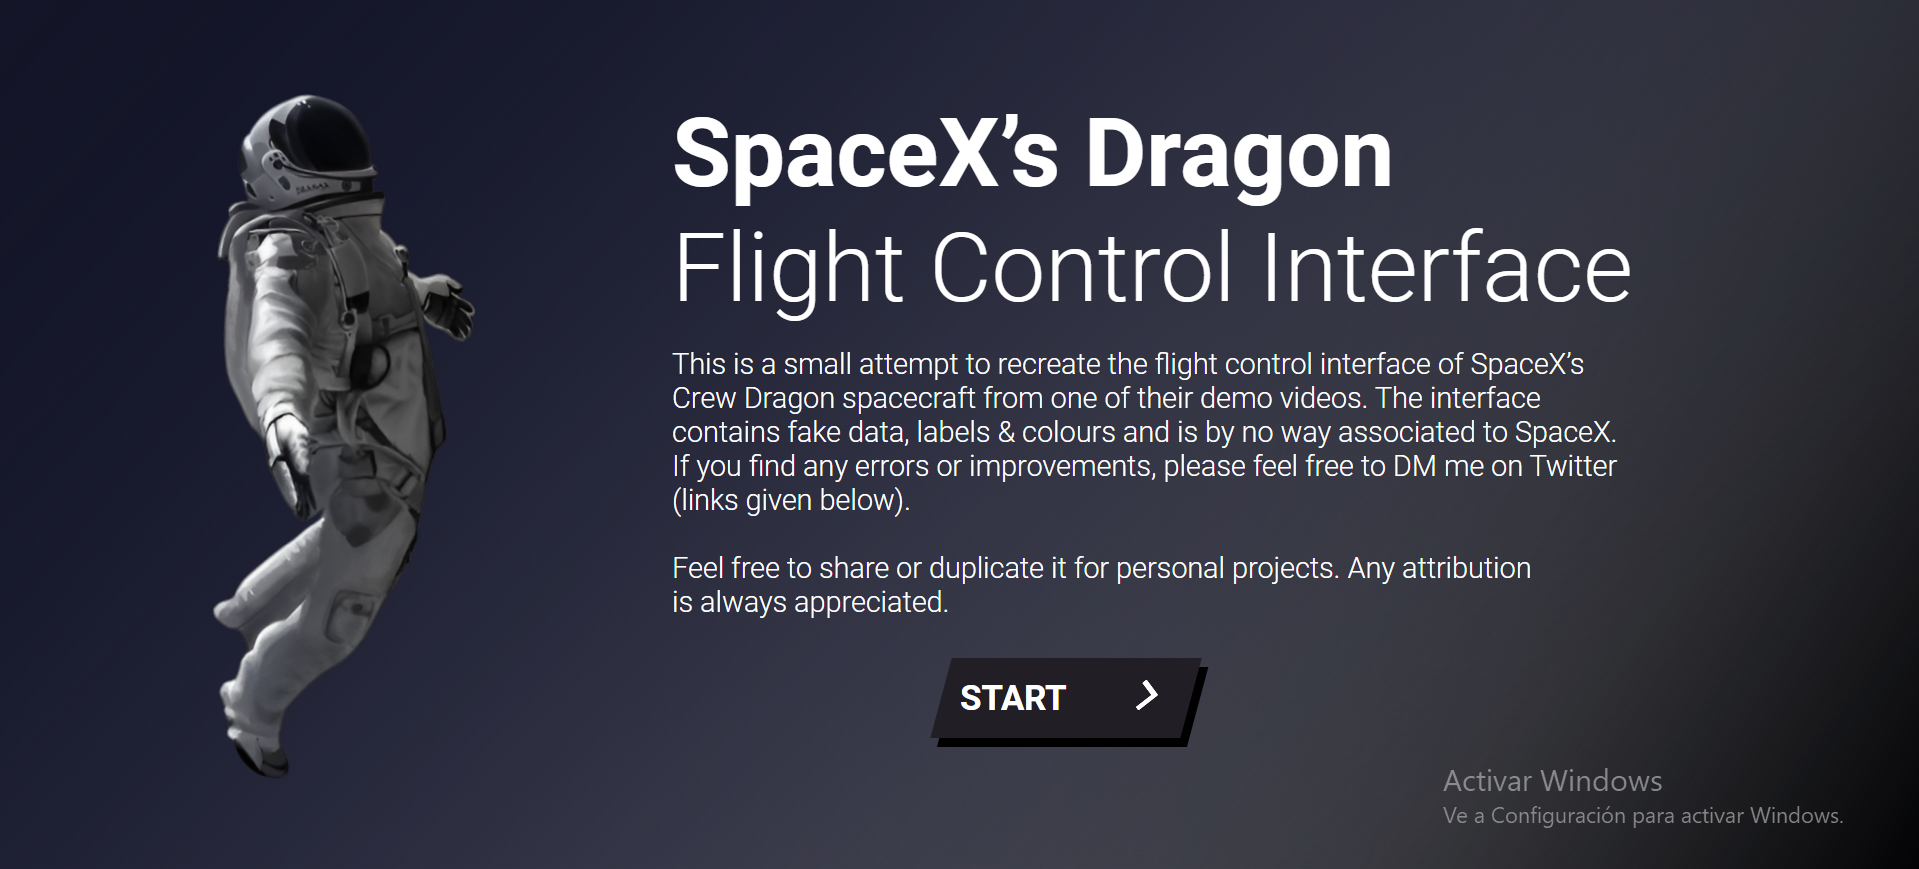 SpaceX’s Dragon
Flight Control Interface
This is a small attempt to recreate the flight control interface of SpaceX’s
Crew Dragon spacecraft from one of their demo videos. The interface
contains fake data, labels & colours and is by no way associated to SpaceX.
If you find any errors or improvements, please feel free to DM me on Twitter
(links given below).
Feel free to share or duplicate it for personal projects. Any attribution
is always appreciated.
START
Activar Windows
Ve a Configuración para activar Windows.